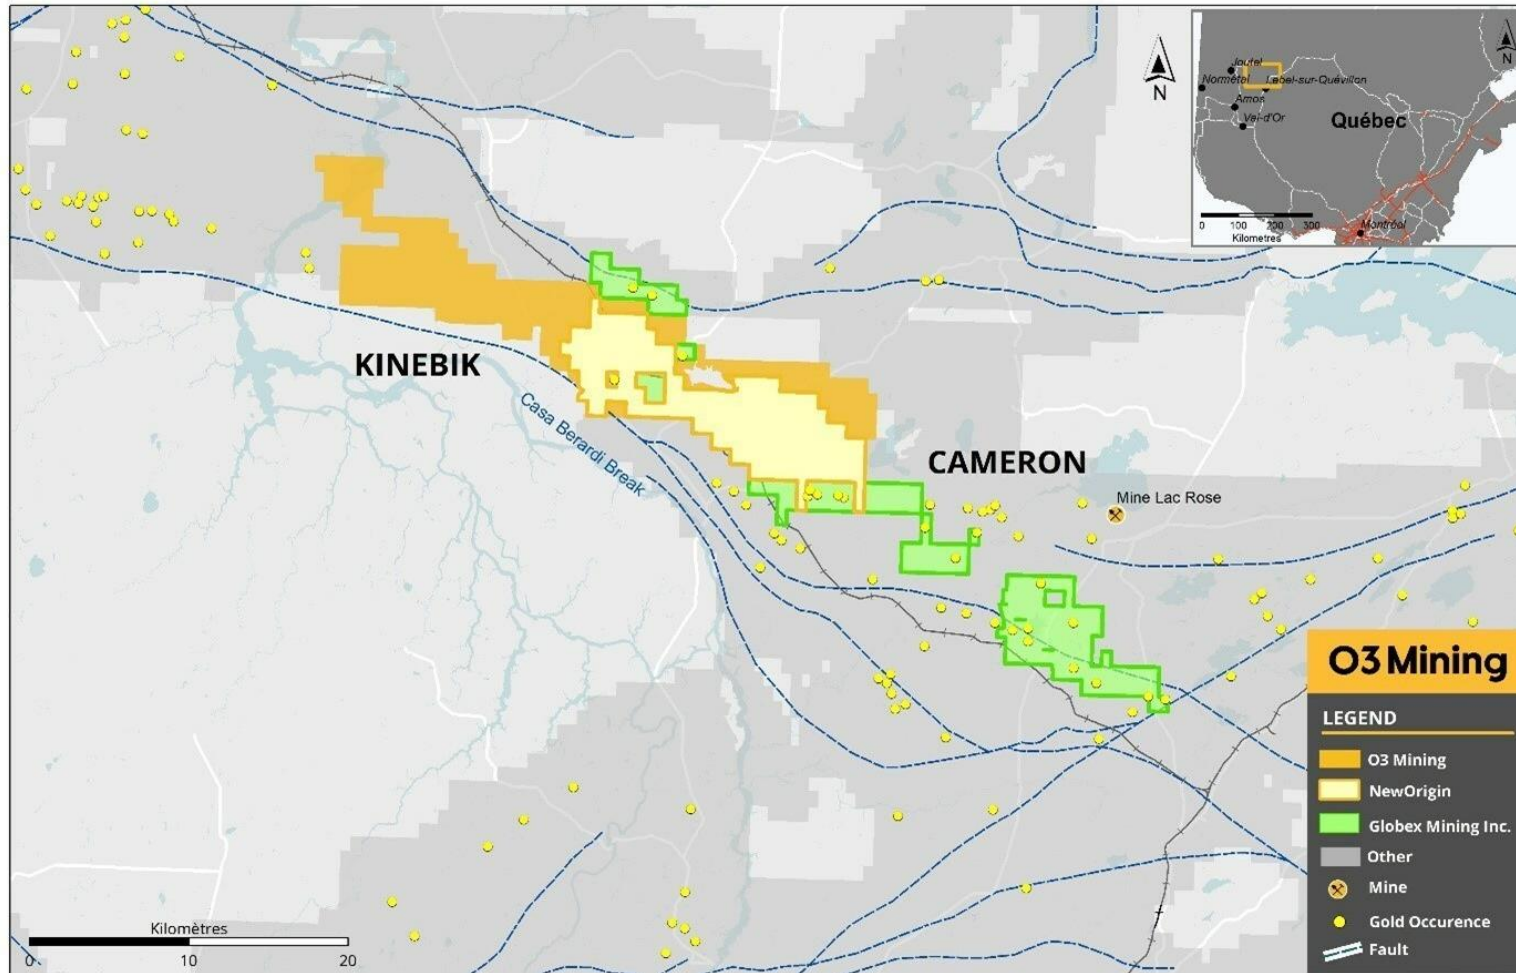 N
Joutel
Normétal
Lebel-sur-Quévillon
Amos
Val-d'Or
Québec
N
0 100 200 300
Kilometres
Montréal
KINEBIK
Casa Berardi Break
CAMERON
Mine Lac Rose
O3 Mining
LEGEND
O3 Mining
NewOrigin
Globex Mining Inc.
Other
Mine
Gold Occurence
Fault
Kilomètres
0 10 20